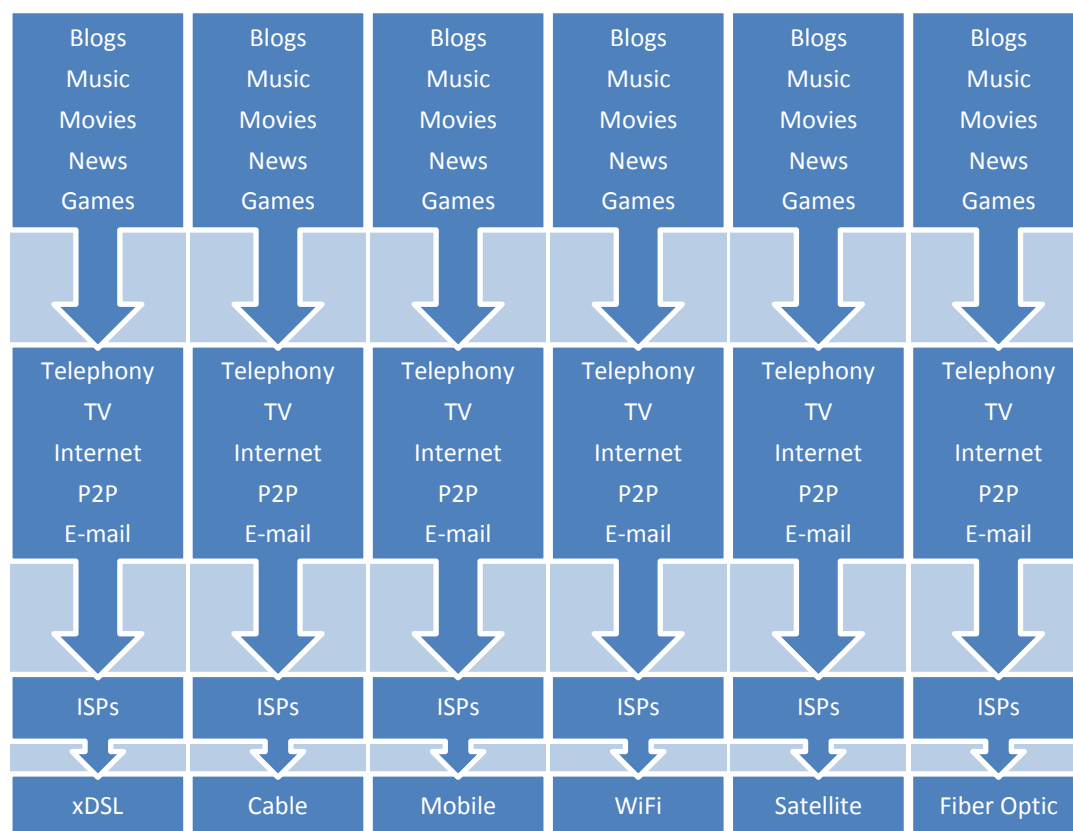 Blogs
Music
Movies
News
Games
Blogs
Music
Movies
News
Games
Blogs
Music
Movies
News
Games
Blogs
Music
Movies
News
Games
Blogs
Music
Movies
News
Games
Blogs
Music
Movies
News
Games
Telephony
TV
Internet
P2P
E-mail
Telephony
TV
Internet
P2P
E-mail
Telephony
TV
Internet
P2P
E-mail
Telephony
TV
Internet
P2P
E-mail
Telephony
TV
Internet
P2P
E-mail
Telephony
TV
Internet
P2P
E-mail
ISPs
ISPs
ISPs
ISPs
ISPs
ISPs
xDSL
Cable
Mobile
WiFi
Satellite
Fiber Optic